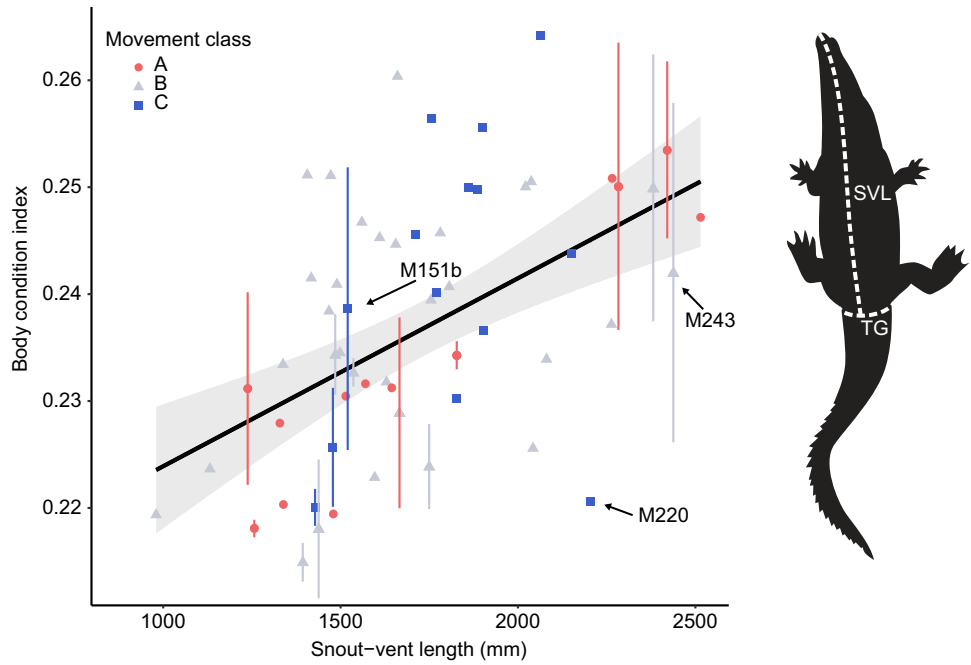 Movement class
A
B
C
Body condition index
0.26
0.25
0.24
0.23
0.22
M151b
M243
M220
1000
1500
2000
2500
Snout−vent length (mm)
SVL
TG